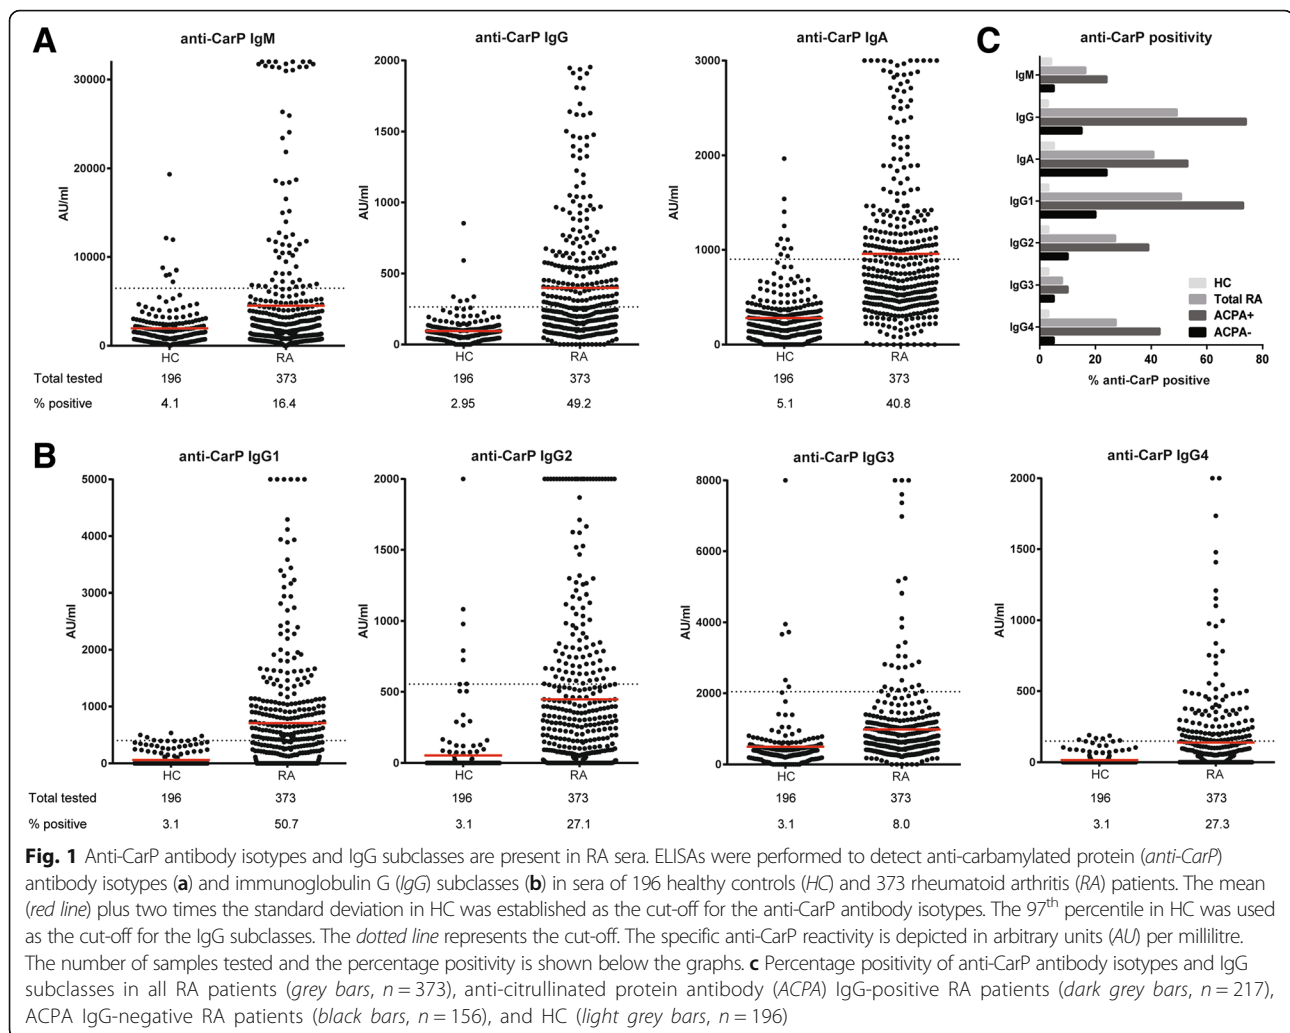 A
anti-CarP IgM
AU/ml
30000
20000
10000
0
HC RA
anti-CarP IgG
AU/ml
2000
1500
1000
500
0
HC RA
anti-CarP IgA
AU/ml
3000
2000
1000
0
HC RA
Total tested 196 373 196 373 196 373
% positive 4.1 16.4 2.95 49.2 5.1 40.8
C
anti-CarP positivity
IgM
IgG
IgA
IgG1
IgG2
IgG3
IgG4
HC
Total RA
ACPA+
ACPA-
0 20 40 60 80
% anti-CarP positive
B
anti-CarP IgG1
AU/ml
5000
4000
3000
2000
1000
0
HC RA
anti-CarP IgG2
AU/ml
2000
1500
1000
500
0
HC RA
anti-CarP IgG3
AU/ml
8000
6000
4000
2000
0
HC RA
anti-CarP IgG4
AU/ml
2000
1500
1000
500
0
HC RA
Total tested 196 373 196 373 196 373 196 373
% positive 3.1 50.7 3.1 27.1 3.1 8.0 3.1 27.3
Fig. 1 Anti-CarP antibody isotypes and IgG subclasses are present in RA sera. ELISAs were performed to detect anti-carbamylated protein (anti-CarP)
antibody isotypes (a) and immunoglobulin G (IgG) subclasses (b) in sera of 196 healthy controls (HC) and 373 rheumatoid arthritis (RA) patients. The mean
(red line) plus two times the standard deviation in HC was established as the cut-off for the anti-CarP antibody isotypes. The 97th percentile in HC was used
as the cut-off for the IgG subclasses. The dotted line represents the cut-off. The specific anti-CarP reactivity is depicted in arbitrary units (AU) per millilitre.
The number of samples tested and the percentage positivity is shown below the graphs. c Percentage positivity of anti-CarP antibody isotypes and IgG
subclasses in all RA patients (grey bars, n = 373), anti-citrullinated protein antibody (ACPA) IgG-positive RA patients (dark grey bars, n = 217),
ACPA IgG-negative RA patients (black bars, n = 156), and HC (light grey bars, n = 196)